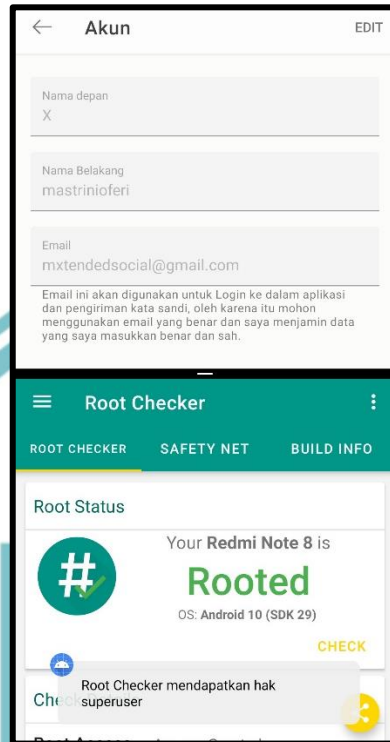 Akun
EDIT
Nama depan
X
Nama Belakang
mastrinioferi
Email
mxtendedsocial@gmail.com
Email ini akan digunakan untuk Login ke dalam aplikasi
dan pengiriman kata sandi, oleh karena itu mohon
menggunakan email yang benar dan saya menjamin data
yang saya masukkan benar dan sah.
Root Checker
ROOT CHECKER
SAFETY NET
BUILD INFO
Root Status
Your Redmi Note 8 is
Rooted
OS: Android 10 (SDK 29)
CHECK
Root Checker mendapatkan hak
superuser